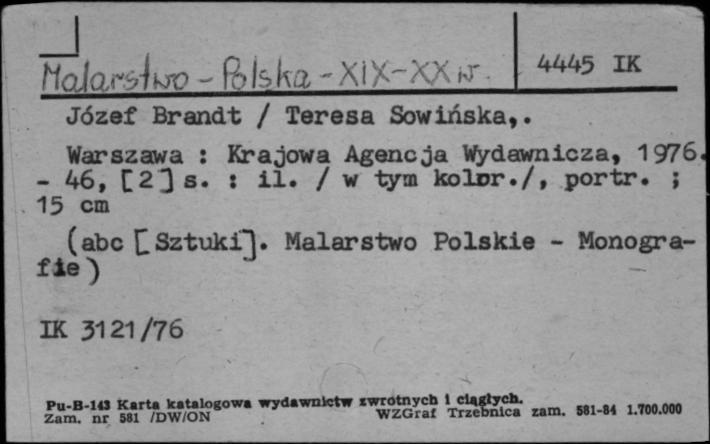 Malarstwo - Polska - XIX-XX w.
4445 IK
Józef Brandt / Teresa Sowińska,.
Warszawa : Krajowa Agencja Wydawnicza, 1976.
- 46, [2] s. : il. / w tym kolor./, portr. ;
15 cm
(abc [Sztuki]. Malarstwo Polskie - Monogra-
fie)
IK 3121/76
Pu-B-143 Karta katalogowa wydawnictw zwrotnych i ciągłych.
Zam. nr 581 /DW/ON WZGraf Trzebnica zam. 581-84 1.700.000